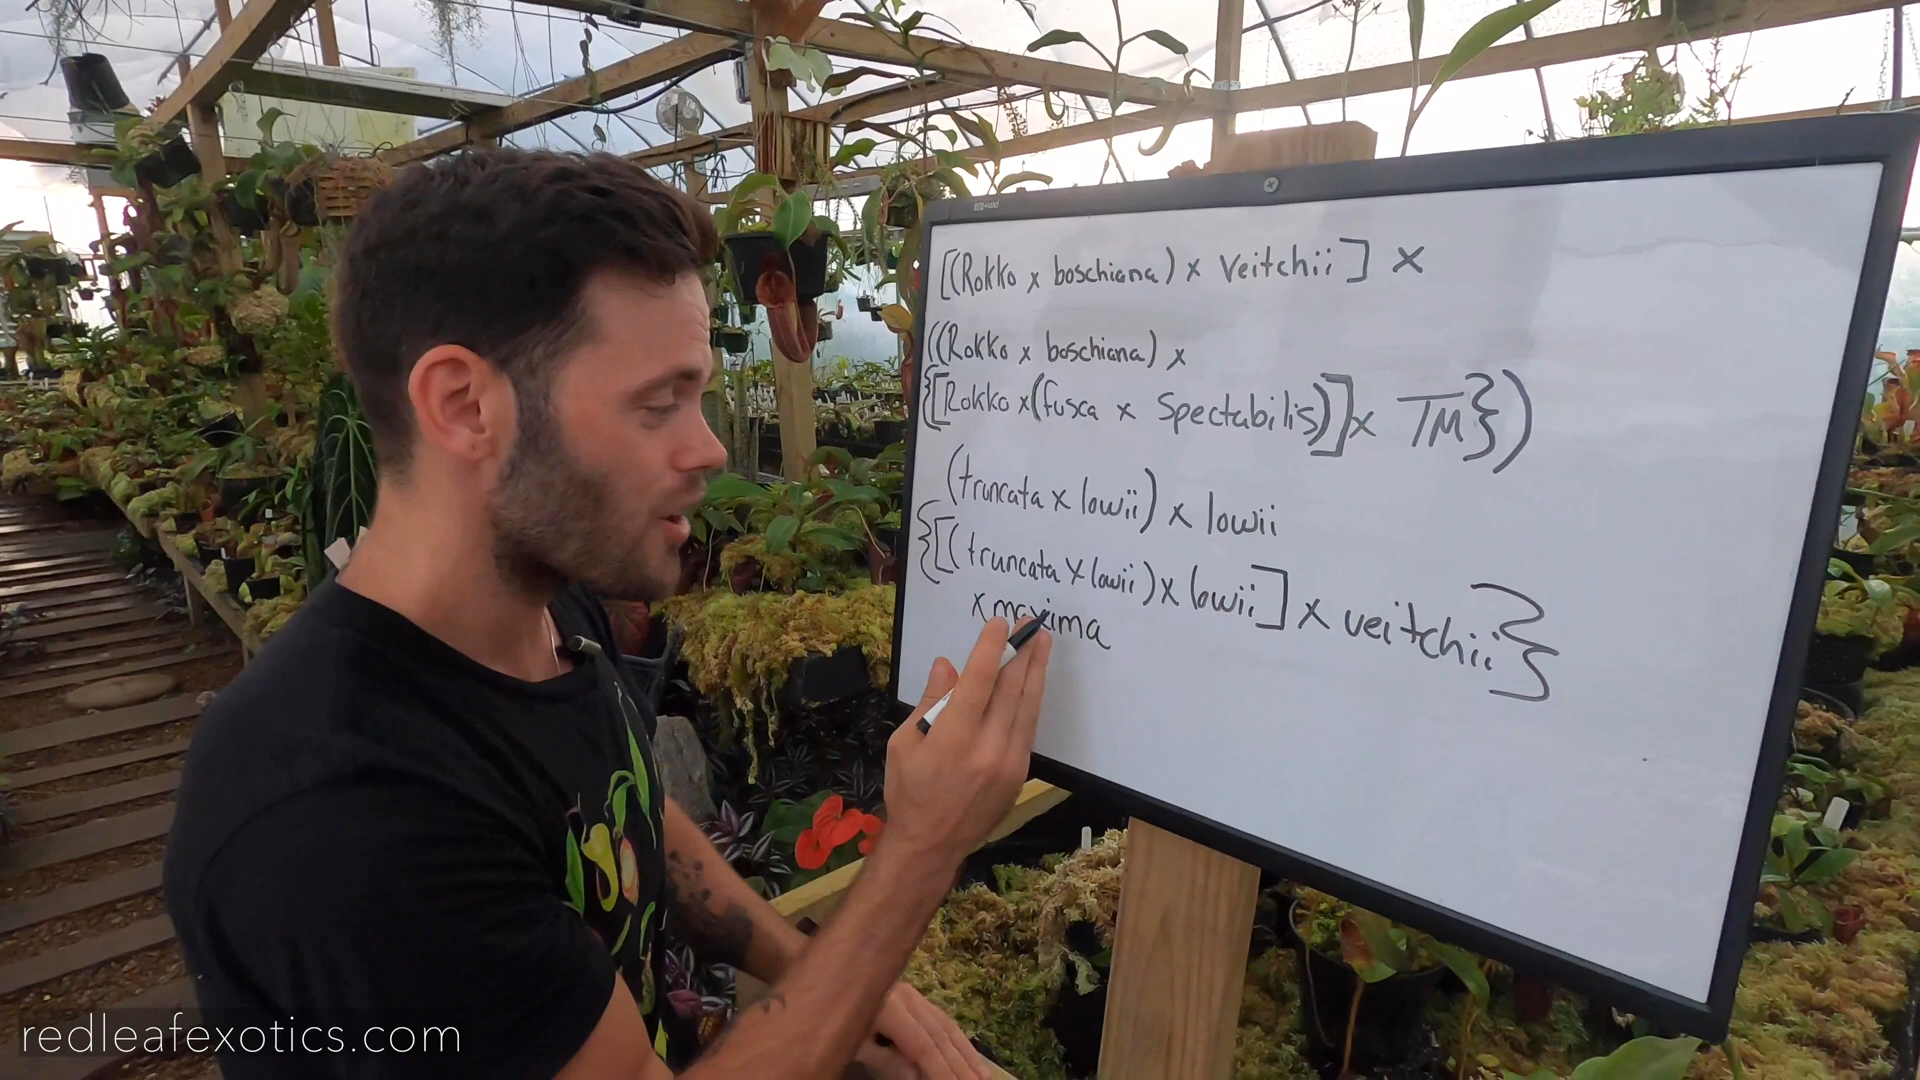 [(Rokko x boschiana) x veitchii] x
((Rokko x boschiana) x
{[Rokko x (fusca x Spectabilis)] x TM})
(truncata x lowii) x lowii
{[(truncata x lowii) x lowii] x veitchii}
x maxima
redleafexotics.com